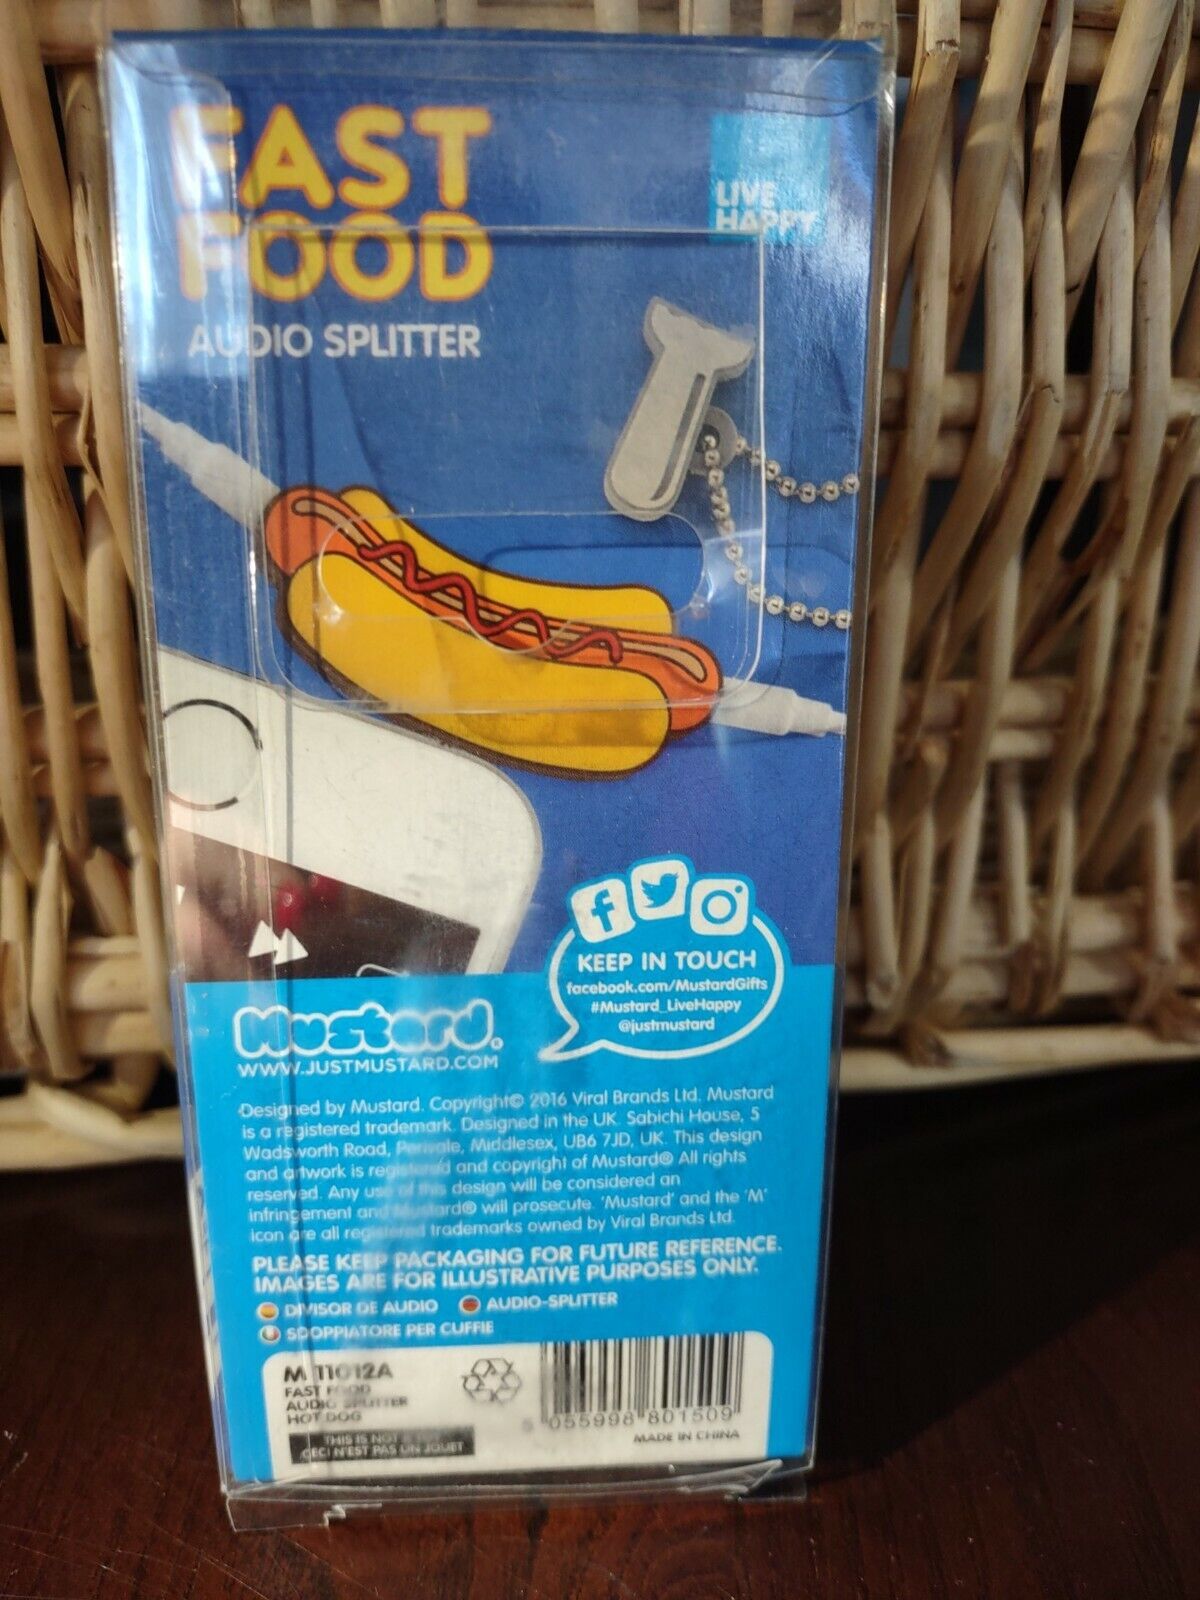 FAST
FOOD
AUDIO SPLITTER
LIVE
HAPPY
KEEP IN TOUCH
facebook.com/MustardGifts
#Mustard_LiveHappy
@justmustard
Mustard.
WWW.JUSTMUSTARD.COM
Designed by Mustard. Copyright© 2016 Viral Brands Ltd. Mustard
is a registered trademark. Designed in the UK. Sabichi House, 5
Wadsworth Road, Perivale, Middlesex, UB6 7JD, UK. This design
and artwork is registered and copyright of Mustard® All rights
reserved. Any use of this design will be considered an
infringement and Mustard® will prosecute. 'Mustard' and the 'M'
icon are all registered trademarks owned by Viral Brands Ltd.
PLEASE KEEP PACKAGING FOR FUTURE REFERENCE.
IMAGES ARE FOR ILLUSTRATIVE PURPOSES ONLY.
DIVISOR DE AUDIO AUDIO-SPLITTER
SDOPPIATORE PER CUFFIE
M 11012A
FAST FOOD
AUDIO SPLITTER
HOT DOG
THIS IS NOT A
CECI N'EST PAS UN JOUET
5 055998 801509
MADE IN CHINA